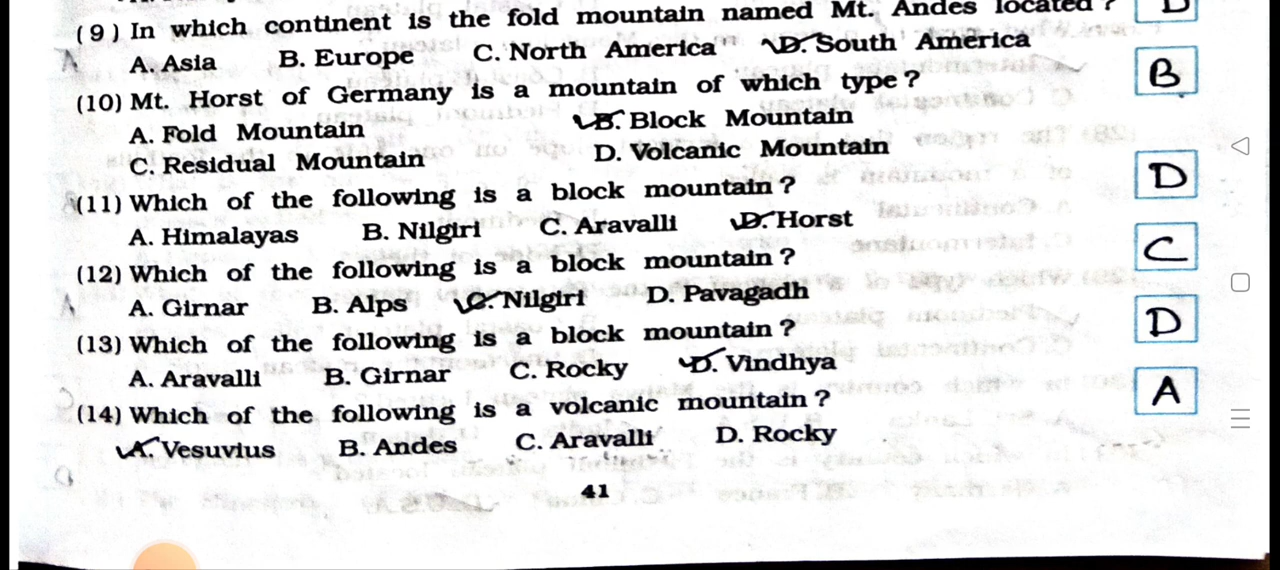 (9) In which continent is the fold mountain named Mt. Andes located ? D
A. Asia B. Europe C. North America D. South America
(10) Mt. Horst of Germany is a mountain of which type ? B
A. Fold Mountain B. Block Mountain
C. Residual Mountain D. Volcanic Mountain
(11) Which of the following is a block mountain ? D
A. Himalayas B. Nilgiri C. Aravalli D. Horst
(12) Which of the following is a block mountain ? C
A. Girnar B. Alps C. Nilgiri D. Pavagadh
(13) Which of the following is a block mountain ? D
A. Aravalli B. Girnar C. Rocky D. Vindhya
(14) Which of the following is a volcanic mountain ? A
A. Vesuvius B. Andes C. Aravalli D. Rocky
41